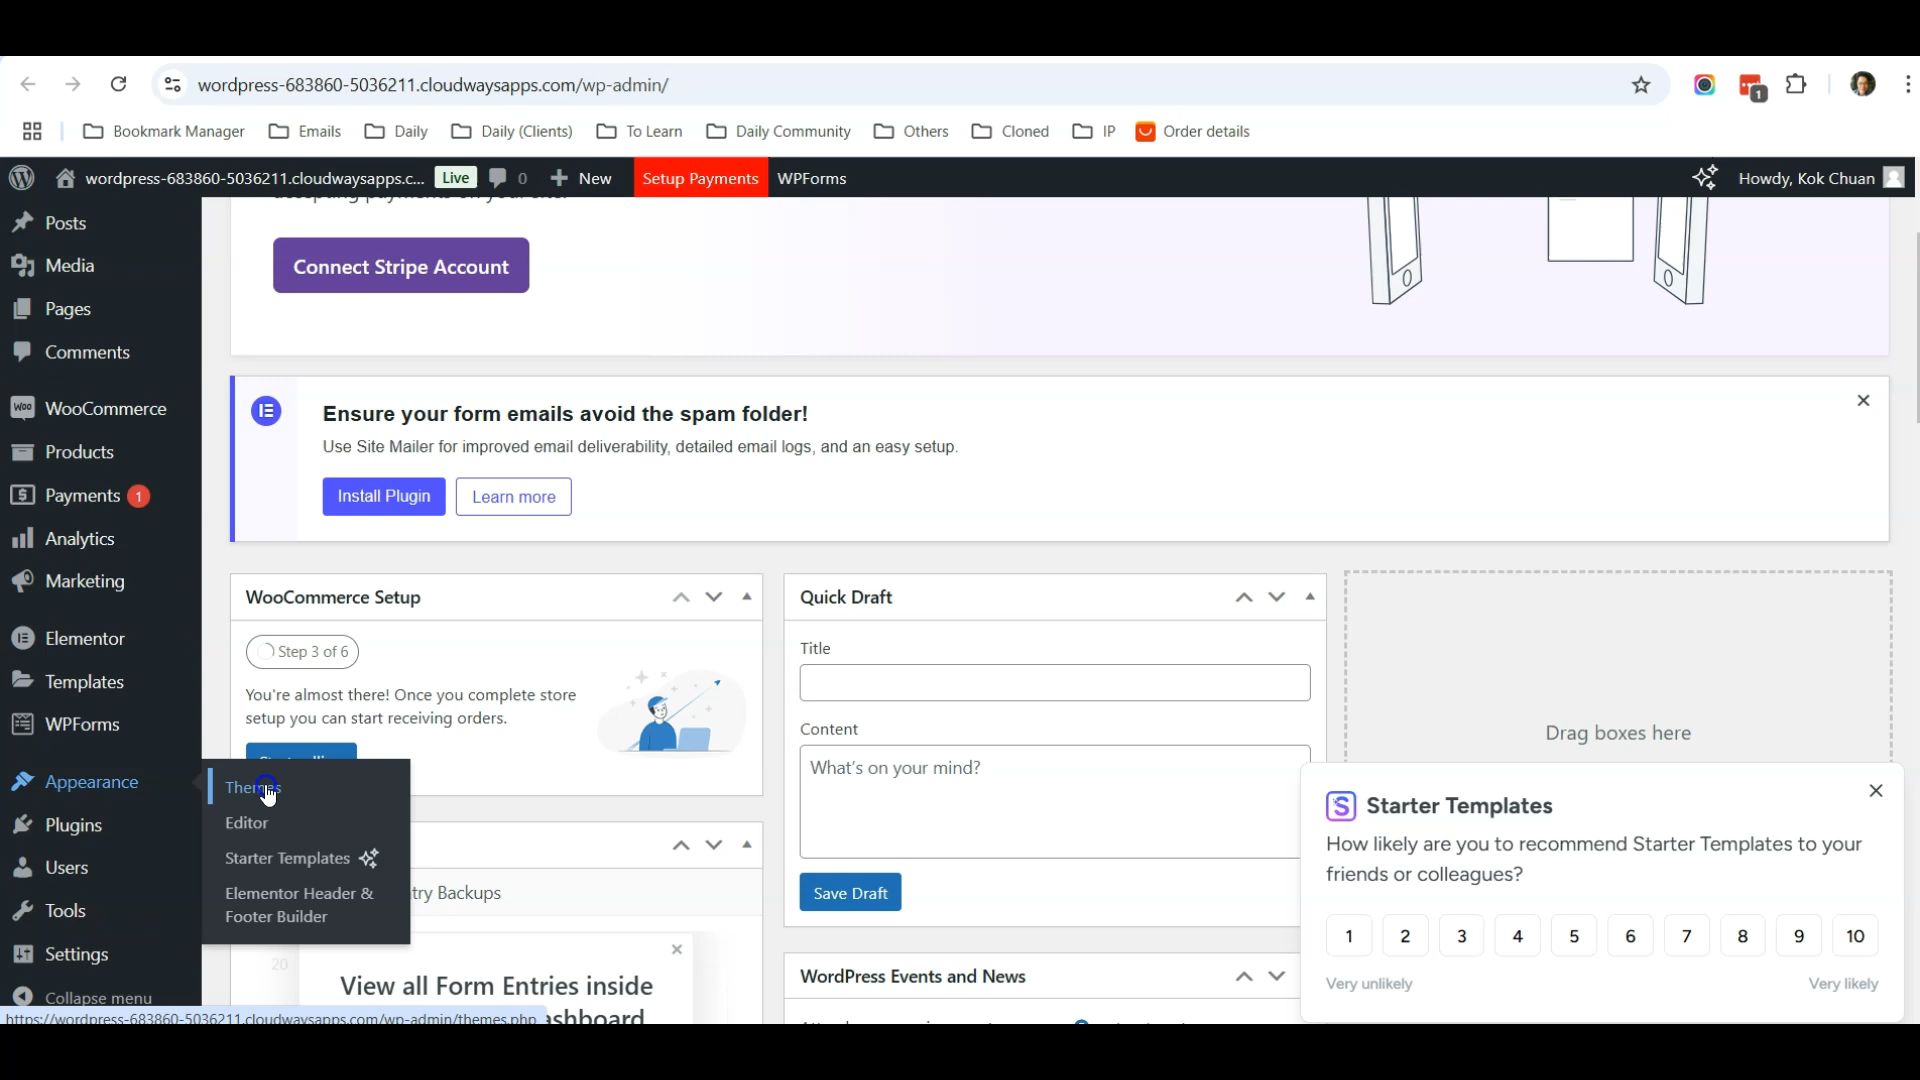 wordpress-683860-5036211.cloudwaysapps.com/wp-admin/
1
Bookmark Manager
Emails
Daily
Daily (Clients)
To Learn
Daily Community
Others
Cloned
IP
Order details
wordpress-683860-5036211.cloudwaysapps.c...
Live
0
New
Setup Payments
WPForms
Howdy, Kok Chuan
Posts
Media
Pages
Comments
Woo
WooCommerce
Products
Payments 1
Analytics
Marketing
Elementor
Templates
WPForms
Appearance
Plugins
Users
Tools
Settings
Collapse menu
Themes
Editor
Starter Templates
Elementor Header &
Footer Builder
https://wordpress-683860-5036211.cloudwaysapps.com/wp-admin/themes.php
Connect Stripe Account
Ensure your form emails avoid the spam folder!
Use Site Mailer for improved email deliverability, detailed email logs, and an easy setup.
Install Plugin
Learn more
WooCommerce Setup
Step 3 of 6
You're almost there! Once you complete store
setup you can start receiving orders.
try Backups
20
View all Form Entries inside
shboard
Quick Draft
Title
Content
What's on your mind?
Save Draft
WordPress Events and News
Drag boxes here
Starter Templates
How likely are you to recommend Starter Templates to your
friends or colleagues?
1 2 3 4 5 6 7 8 9 10
Very unlikely
Very likely